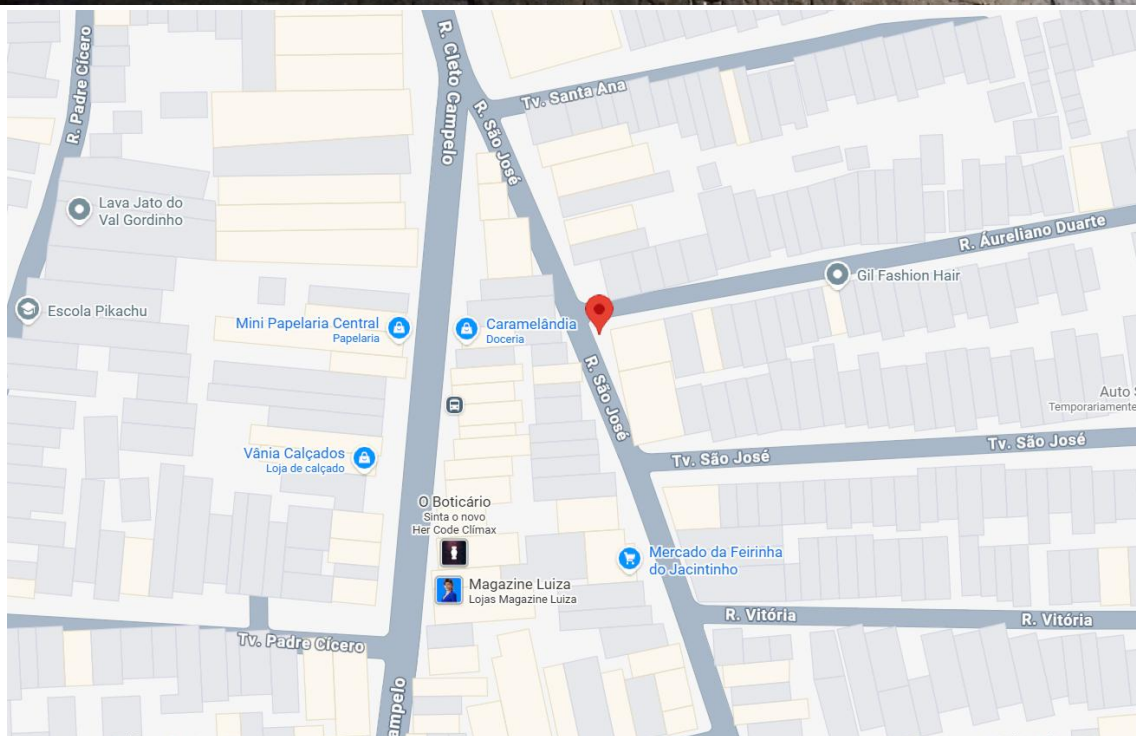 R. Padre Cícero
R. Cleto Campelo
R. São José
Tv. Santa Ana
Lava Jato do
Val Gordinho
R. Áureliano Duarte
Gil Fashion Hair
Escola Pikachu
Mini Papelaria Central
Papelaria
Caramelândia
Doceria
R. São José
Auto
Temporariamente
Vânia Calçados
Loja de calçado
Tv. São José
Tv. São José
O Boticário
Sinta o novo
Her Code Clímax
Mercado da Feirinha
do Jacintinho
Magazine Luiza
Lojas Magazine Luiza
R. Vitória
R. Vitória
Tv. Padre Cícero
ampelo